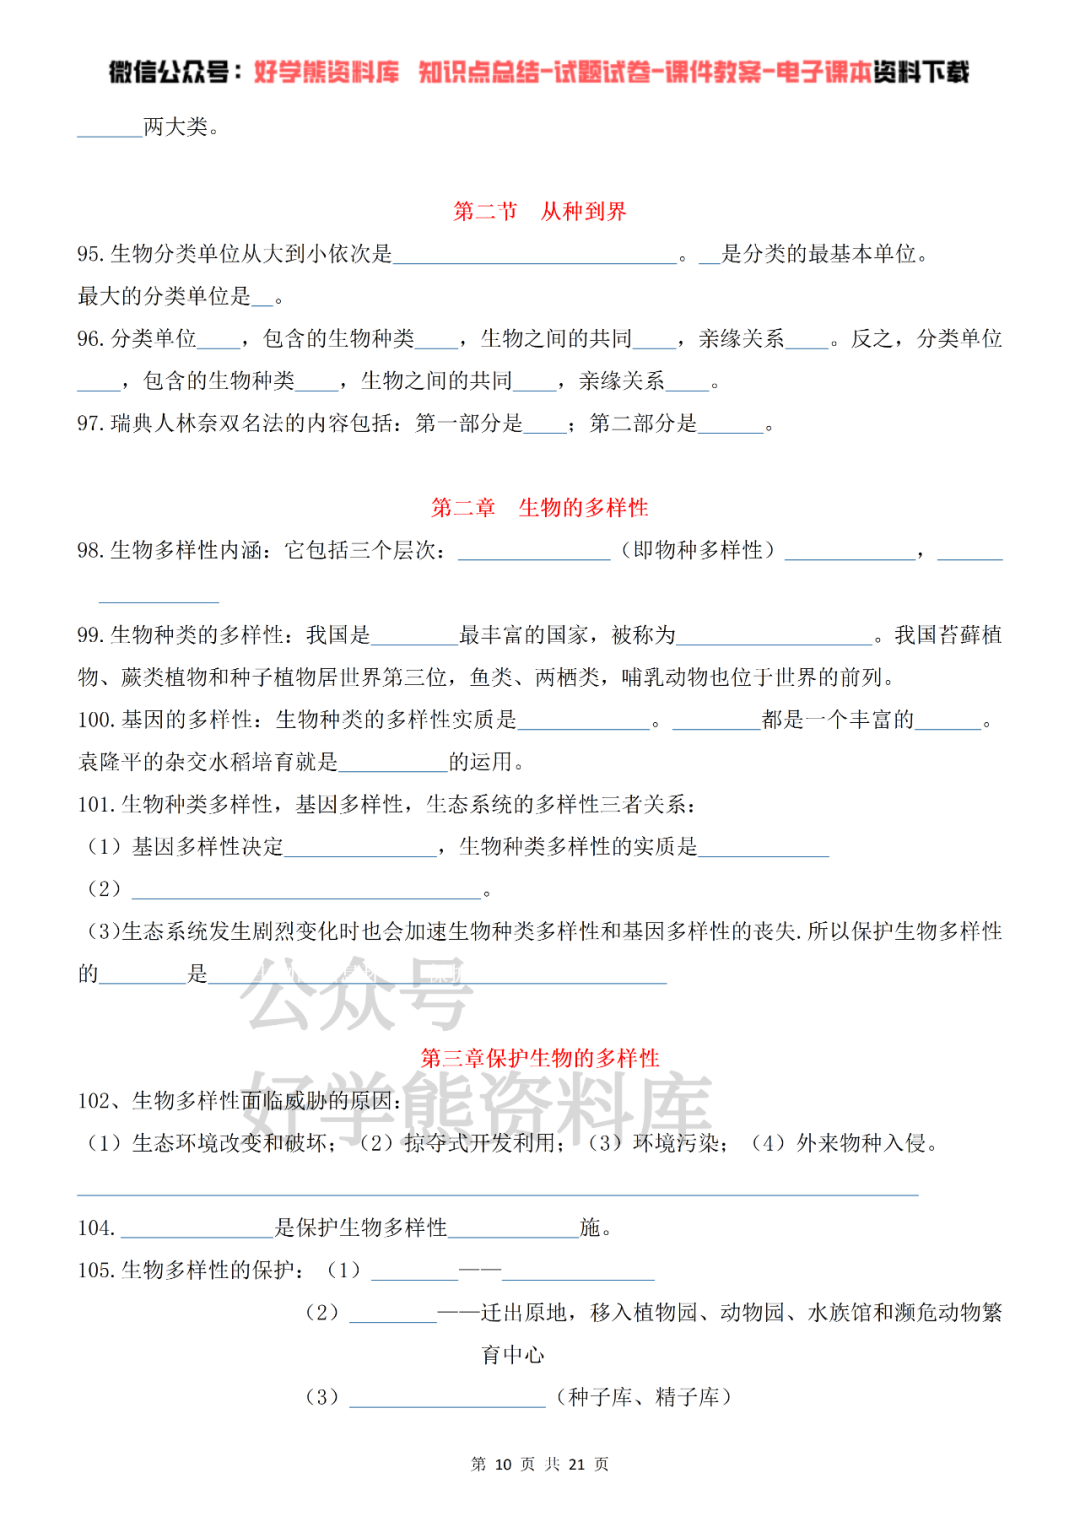 微信公众号：好学熊资料库 知识点总结-试题试卷-课件教案-电子课本资料下载
______两大类。
第二节 从种到界
95.生物分类单位从大到小依次是__________________________。__是分类的最基本单位。
最大的分类单位是__。
96.分类单位____，包含的生物种类____，生物之间的共同____，亲缘关系____。反之，分类单位
____，包含的生物种类____，生物之间的共同____，亲缘关系____。
97.瑞典人林奈双名法的内容包括：第一部分是____；第二部分是______。
第二章 生物的多样性
98.生物多样性内涵：它包括三个层次：______________（即物种多样性）____________，______
___________
99.生物种类的多样性：我国是________最丰富的国家，被称为__________________。我国苔藓植
物、蕨类植物和种子植物居世界第三位，鱼类、两栖类，哺乳动物也位于世界的前列。
100.基因的多样性：生物种类的多样性实质是____________。________都是一个丰富的______。
袁隆平的杂交水稻培育就是__________的运用。
101.生物种类多样性，基因多样性，生态系统的多样性三者关系：
（1）基因多样性决定______________，生物种类多样性的实质是____________
（2）________________________________。
（3）生态系统发生剧烈变化时也会加速生物种类多样性和基因多样性的丧失.所以保护生物多样性
的________是__________________________________________
公众号
好学熊资料库
第三章保护生物的多样性
102、生物多样性面临威胁的原因：
（1）生态环境改变和破坏；（2）掠夺式开发利用；（3）环境污染；（4）外来物种入侵。
104.______________是保护生物多样性____________施。
105.生物多样性的保护：（1）________——______________
（2）________——迁出原地，移入植物园、动物园、水族馆和濒危动物繁
育中心
（3）__________________（种子库、精子库）
第 10 页 共 21 页